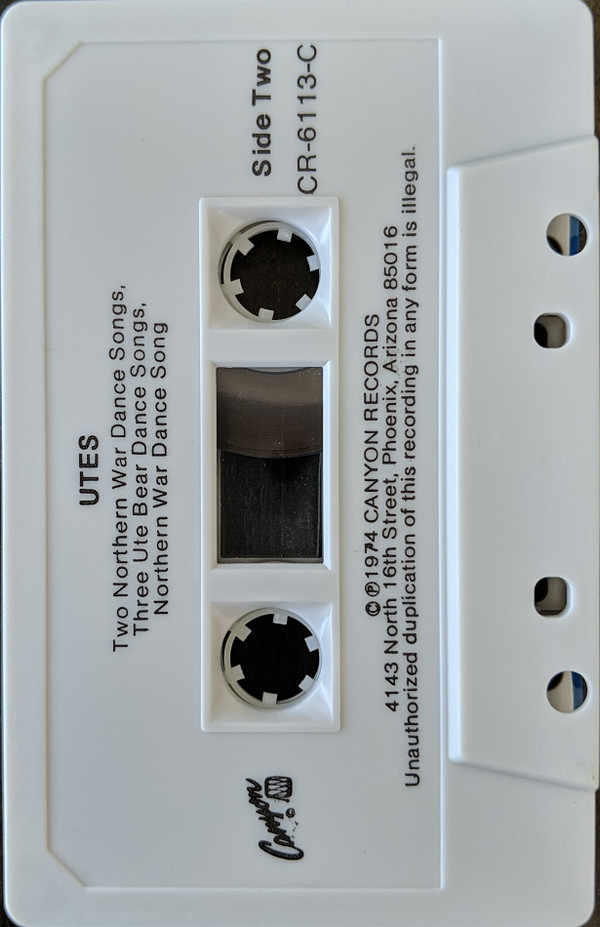 UTES
Two Northern War Dance Songs,
Three Ute Bear Dance Songs,
Northern War Dance Song
Canyon
Side Two
CR-6113-C
©℗1974 CANYON RECORDS
4143 North 16th Street, Phoenix, Arizona 85016
Unauthorized duplication of this recording in any form is illegal.